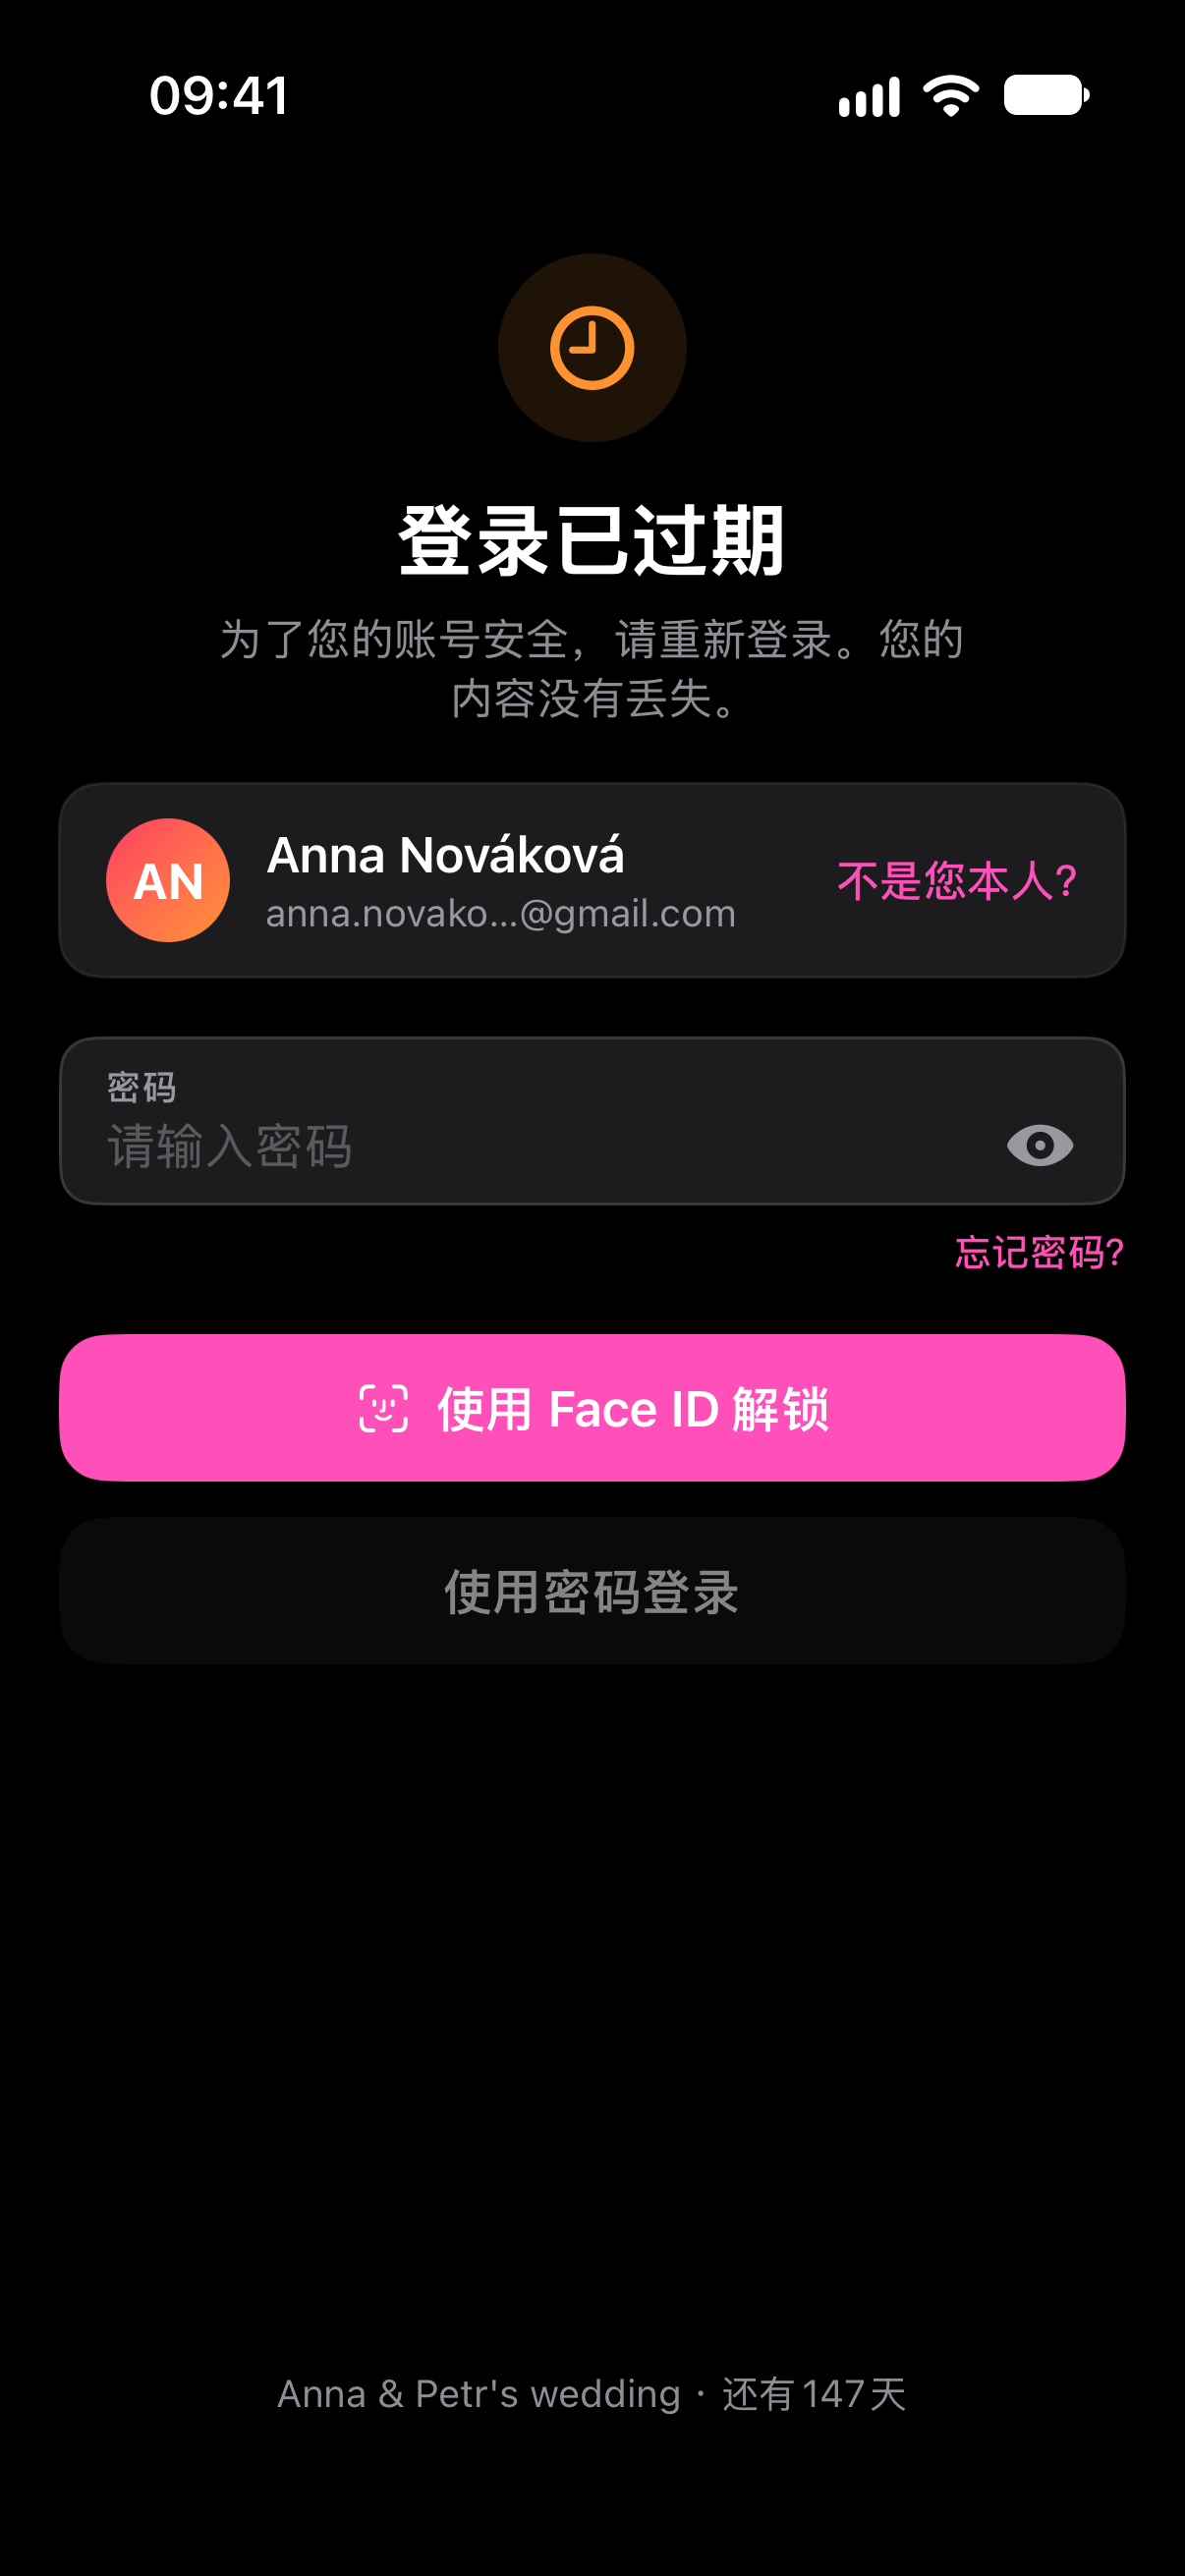 09:41
登录已过期
为了您的账号安全，请重新登录。您的
内容没有丢失。
AN
Anna Nováková
anna.novako...@gmail.com
不是您本人?
密码
请输入密码
忘记密码?
使用 Face ID 解锁
使用密码登录
Anna & Petr's wedding · 还有 147 天